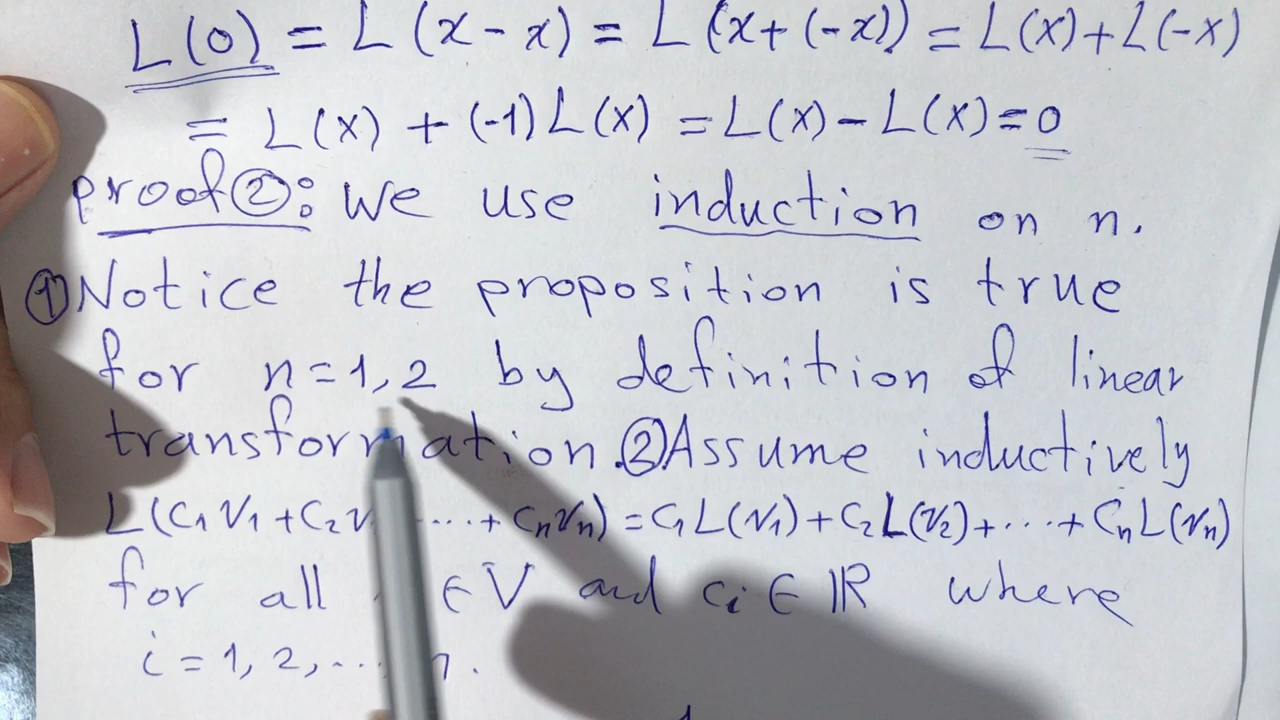 L(0) = L(x-x) = L(x+(-x)) = L(x)+L(-x)
= L(x) + (-1)L(x) = L(x)-L(x)=0
proof②: We use induction on n.
① Notice the proposition is true
for n=1,2 by definition of linear
transformation. ② Assume inductively
L(C₁V₁+C₂V ...+CₙVₙ)=C₁L(V₁)+C₂L(V₂)+...+CₙL(Vₙ)
for all ∈V and Cᵢ∈ℝ where
i=1,2,... n.